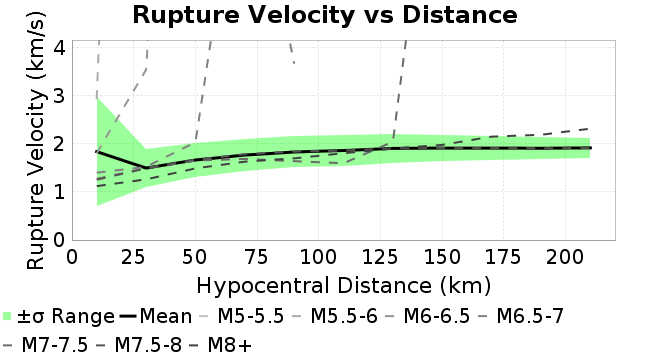 Rupture Velocity vs Distance
Rupture Velocity (km/s)
4
3
2
1
0
0 25 50 75 100 125 150 175 200
Hypocentral Distance (km)
±σ Range Mean M5-5.5 M5.5-6 M6-6.5 M6.5-7
M7-7.5 M7.5-8 M8+